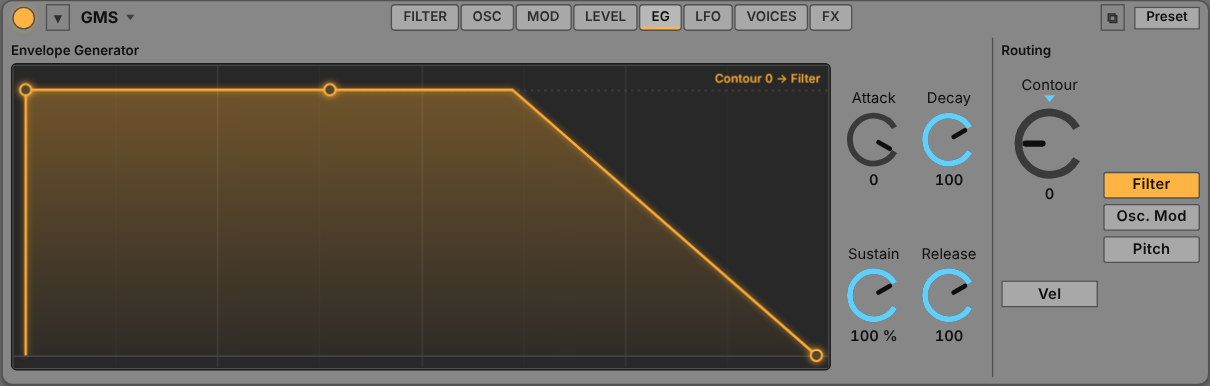 GMS
FILTER OSC MOD LEVEL EG LFO VOICES FX
Preset
Envelope Generator
Contour 0 → Filter
Attack Decay
0 100
Sustain Release
100 % 100
Routing
Contour
0
Filter
Osc. Mod
Pitch
Vel